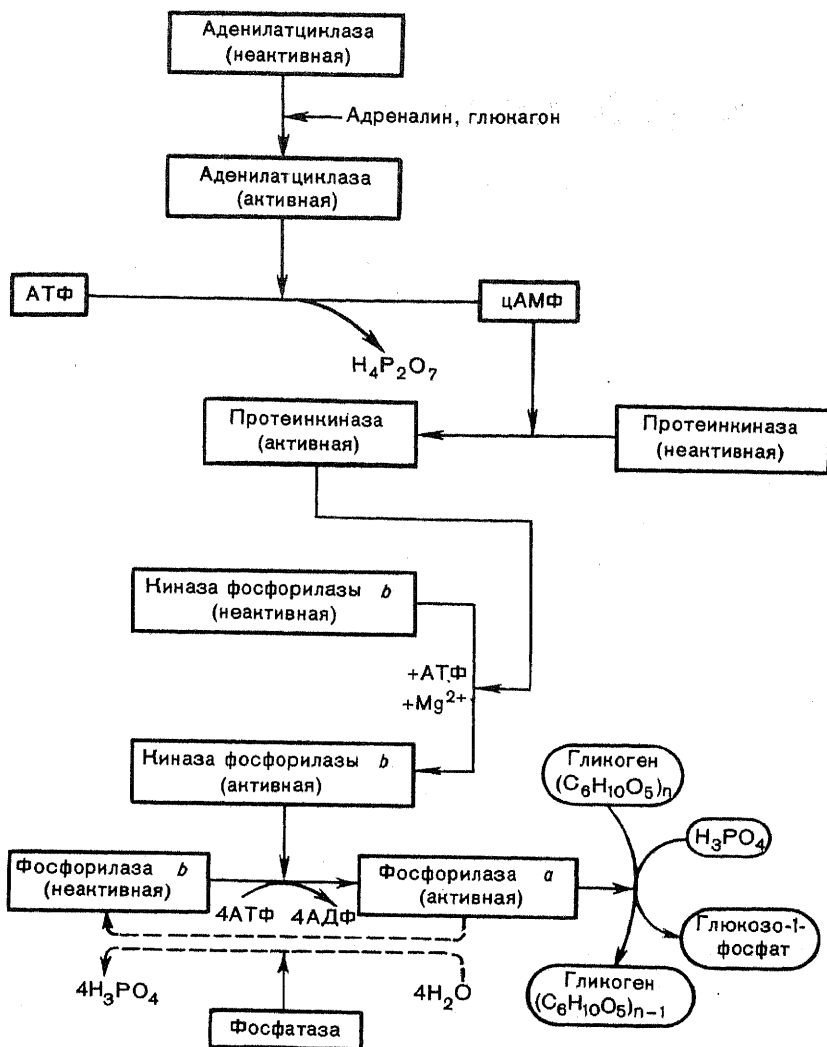 Аденилатциклаза
(неактивная)
Адреналин, глюкагон
Аденилатциклаза
(активная)
АТФ
цАМФ
H₄P₂O₇
Протеинкиназа
(активная)
Протеинкиназа
(неактивная)
Киназа фосфорилазы b
(неактивная)
+АТФ
+Mg²⁺
Киназа фосфорилазы b
(активная)
Гликоген
(C₆H₁₀O₅)ₙ
H₃PO₄
Фосфорилаза b
(неактивная)
4АТФ 4АДФ
Фосфорилаза a
(активная)
Глюкозо-1-
фосфат
Гликоген
(C₆H₁₀O₅)ₙ₋₁
4H₃PO₄
4H₂O
Фосфатаза